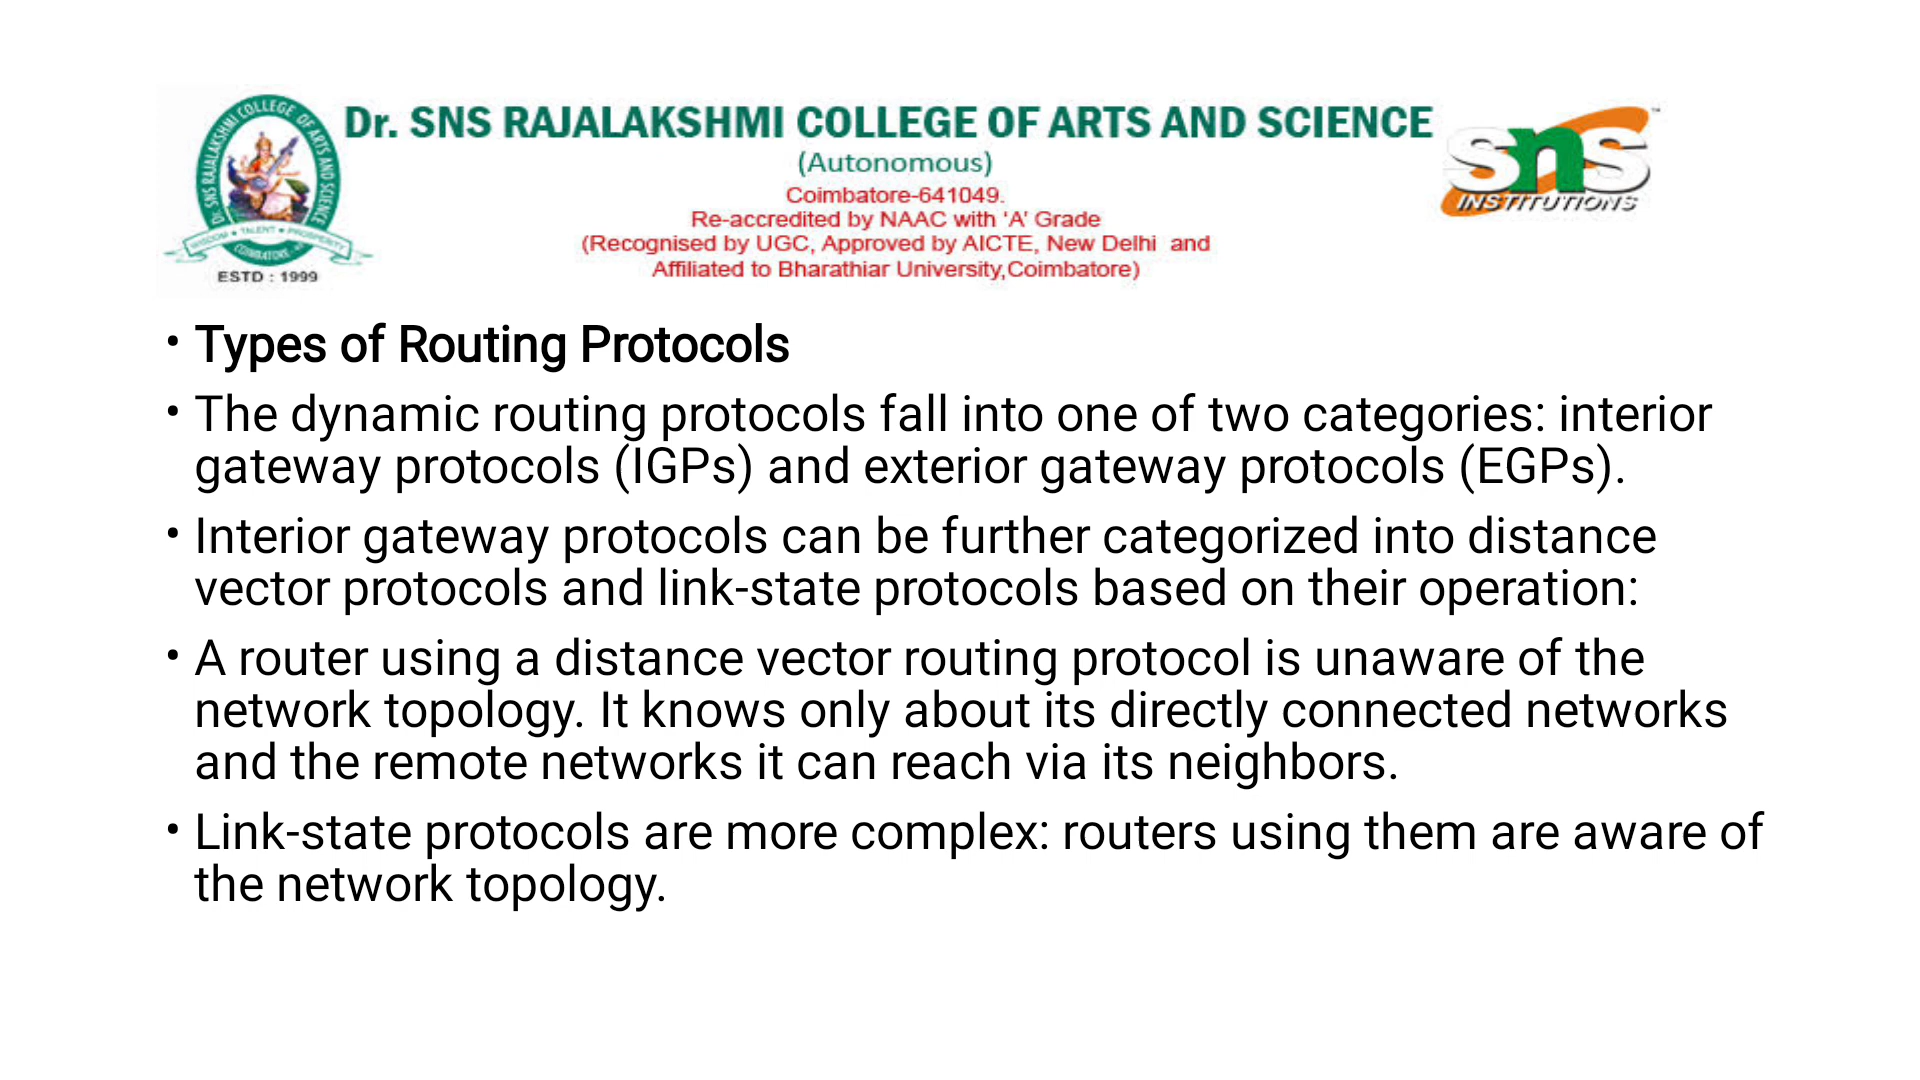 Dr. SNS RAJALAKSHMI COLLEGE OF ARTS AND SCIENCE
(Autonomous)
Coimbatore-641049.
Re-accredited by NAAC with ‘A’ Grade
(Recognised by UGC, Approved by AICTE, New Delhi and
Affiliated to Bharathiar University,Coimbatore)
Dr. SNS RAJALAKSHMI COLLEGE OF ARTS AND SCIENCE
WISDOM ★ TALENT ★ PROSPERITY
COIMBATORE
ESTD : 1999
sns
INSTITUTIONS
• Types of Routing Protocols
• The dynamic routing protocols fall into one of two categories: interior
gateway protocols (IGPs) and exterior gateway protocols (EGPs).
• Interior gateway protocols can be further categorized into distance
vector protocols and link-state protocols based on their operation:
• A router using a distance vector routing protocol is unaware of the
network topology. It knows only about its directly connected networks
and the remote networks it can reach via its neighbors.
• Link-state protocols are more complex: routers using them are aware of
the network topology.